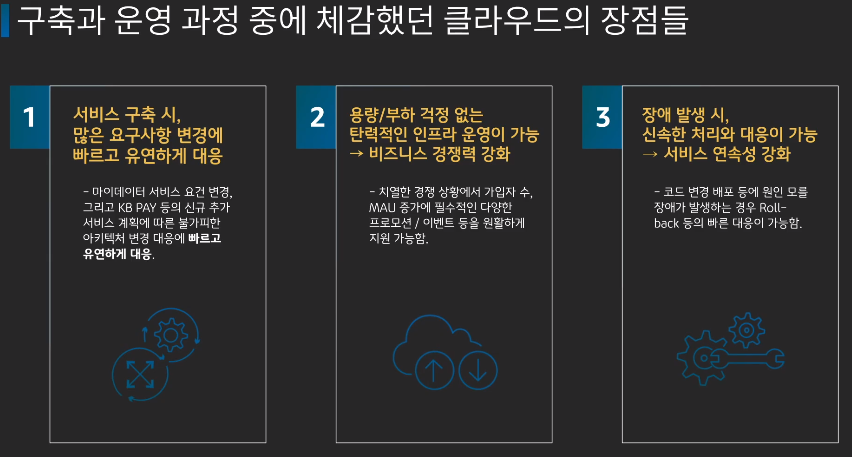 구축과 운영 과정 중에 체감했던 클라우드의 장점들
1
서비스 구축 시,
많은 요구사항 변경에
빠르고 유연하게 대응
- 마이데이터 서비스 요건 변경,
그리고 KB PAY 등의 신규 추가
서비스 계획에 따른 불가피한
아키텍처 변경 대응에 빠르고
유연하게 대응.
2
용량/부하 걱정 없는
탄력적인 인프라 운영이 가능
→ 비즈니스 경쟁력 강화
- 치열한 경쟁 상황에서 가입자 수,
MAU 증가에 필수적인 다양한
프로모션 / 이벤트 등을 원활하게
지원 가능함.
3
장애 발생 시,
신속한 처리와 대응이 가능
→ 서비스 연속성 강화
- 코드 변경 배포 등에 원인 모를
장애가 발생하는 경우 Roll-
back 등의 빠른 대응이 가능함.